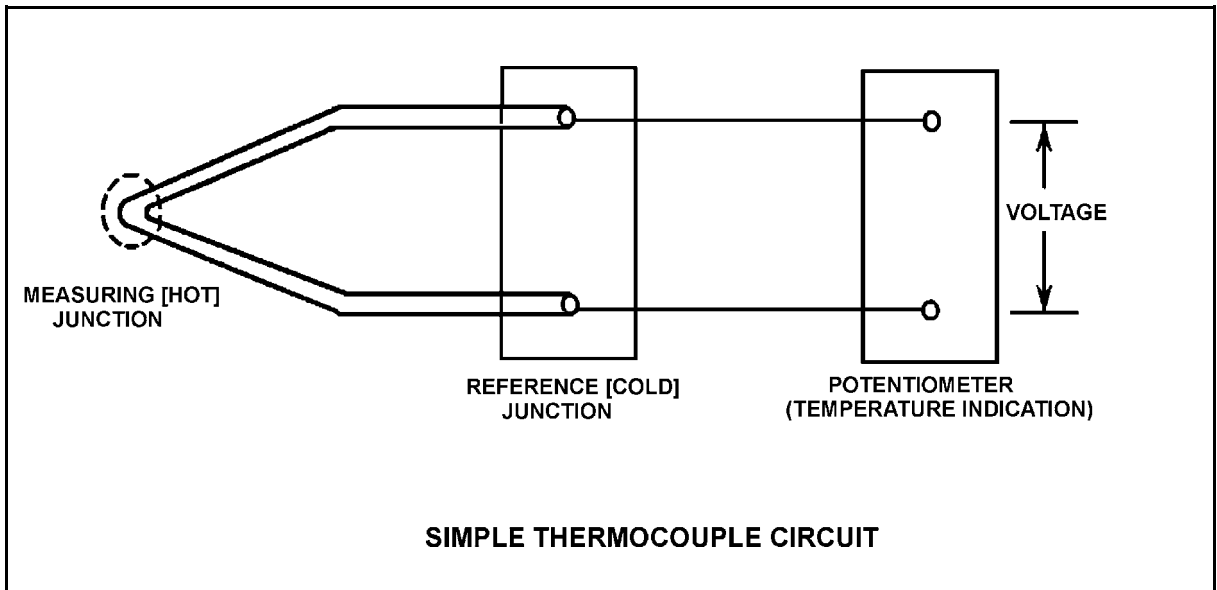 VOLTAGE
MEASURING [HOT]
JUNCTION
REFERENCE [COLD]
JUNCTION
POTENTIOMETER
(TEMPERATURE INDICATION)
SIMPLE THERMOCOUPLE CIRCUIT